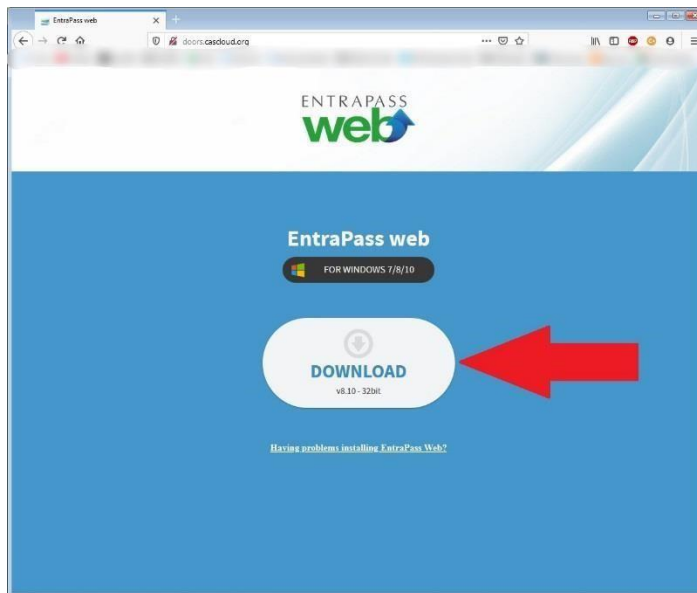 EntraPass web
doors.cascloud.org
ENTRAPASS
web
EntraPass web
FOR WINDOWS 7/8/10
DOWNLOAD
v8.10 - 32bit
Having problems installing EntraPass Web?